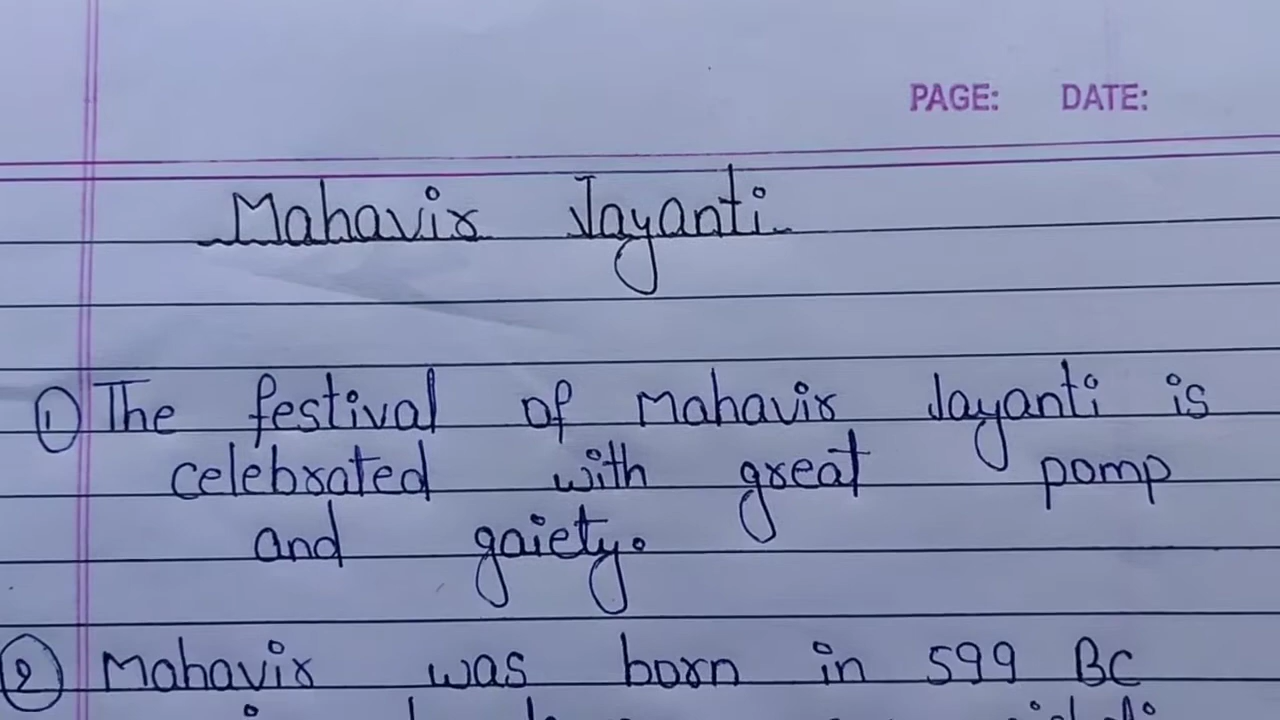 PAGE: DATE:
Mahavir Jayanti
① The festival of Mahavir Jayanti is
celebrated with great pomp
and gaiety.
② Mahavir was born in 599 BC